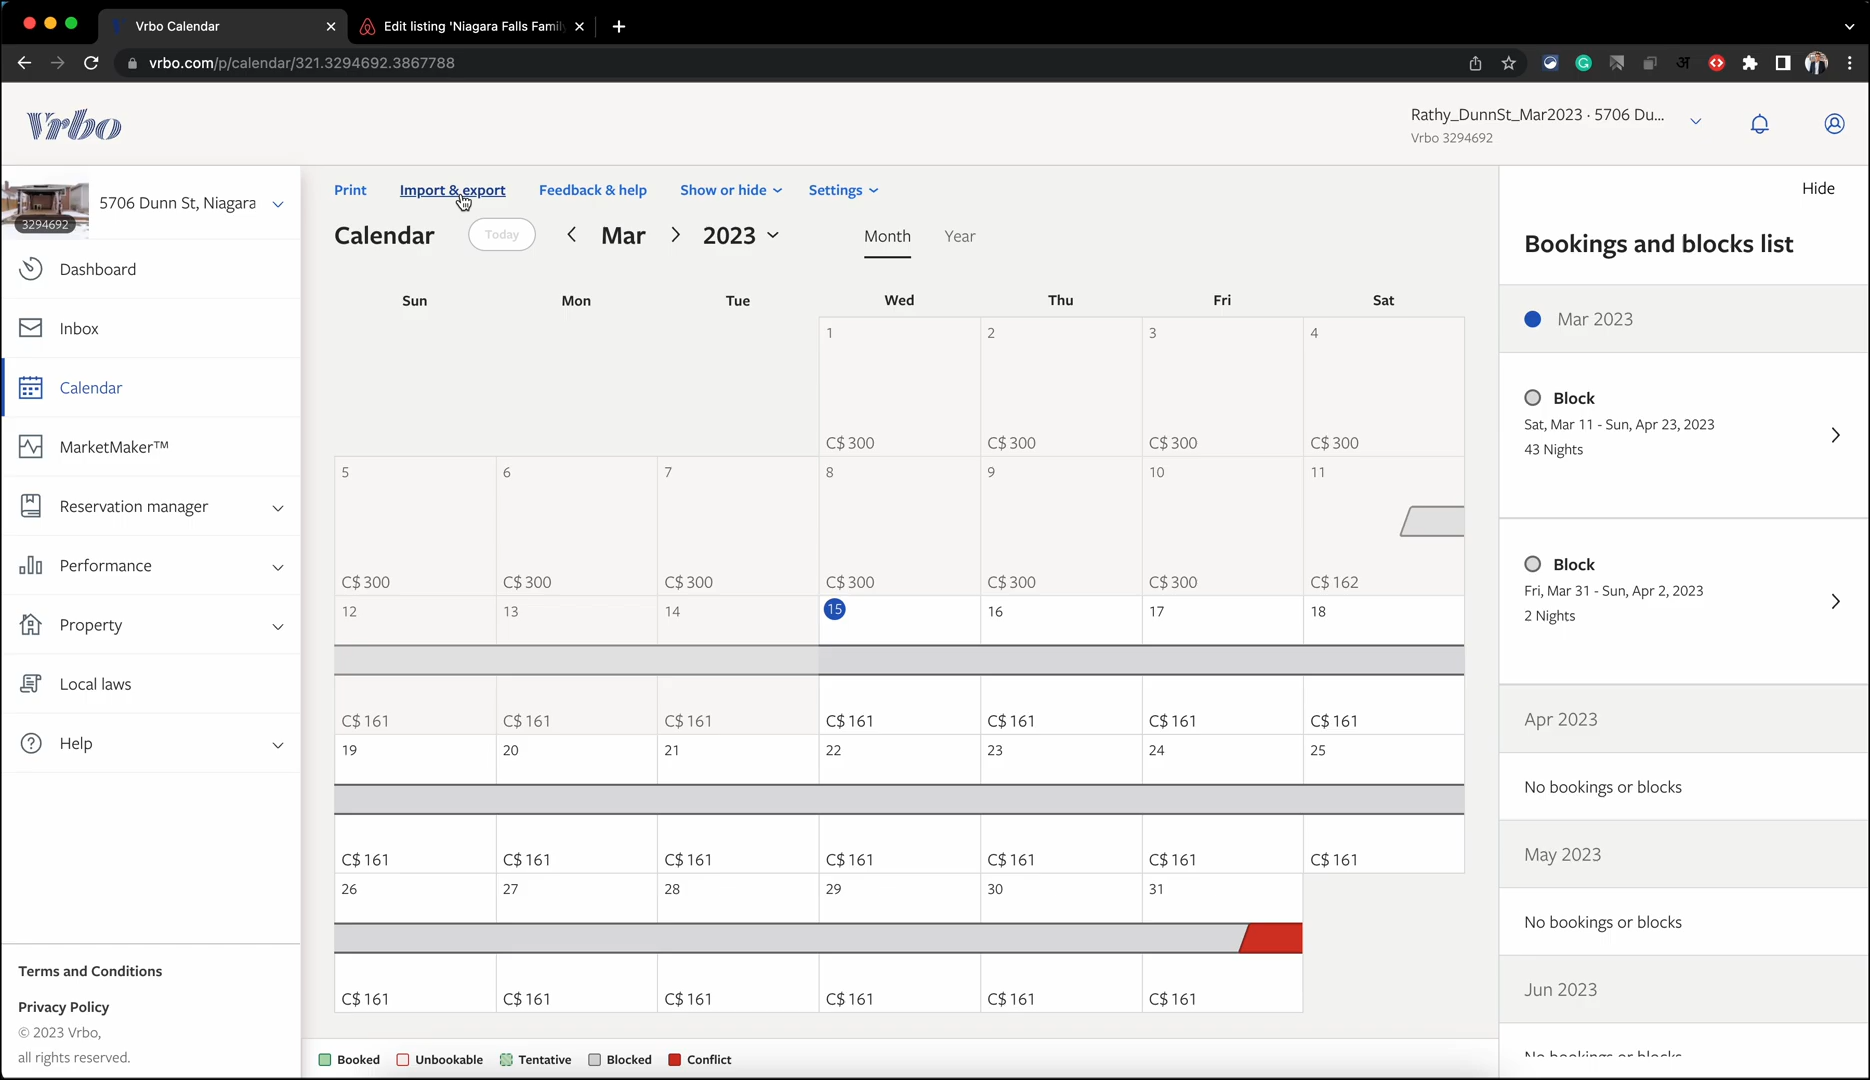 Vrbo Calendar
Edit listing 'Niagara Falls Famil
vrbo.com/p/calendar/321.3294692.3867788
Vrbo
Rathy_DunnSt_Mar2023 · 5706 Du...
Vrbo 3294692
5706 Dunn St, Niagara
3294692
Dashboard
Inbox
Calendar
MarketMaker™
Reservation manager
Performance
Property
Local laws
Help
Terms and Conditions
Privacy Policy
© 2023 Vrbo,
all rights reserved.
Print Import & export Feedback & help Show or hide Settings
Calendar Today Mar 2023 Month Year
Sun Mon Tue Wed Thu Fri Sat
1 2 3 4
C$ 300 C$ 300 C$ 300 C$ 300
5 6 7 8 9 10 11
C$ 300 C$ 300 C$ 300 C$ 300 C$ 300 C$ 300 C$ 162
12 13 14 15 16 17 18
C$ 161 C$ 161 C$ 161 C$ 161 C$ 161 C$ 161 C$ 161
19 20 21 22 23 24 25
C$ 161 C$ 161 C$ 161 C$ 161 C$ 161 C$ 161 C$ 161
26 27 28 29 30 31
C$ 161 C$ 161 C$ 161 C$ 161 C$ 161 C$ 161
Booked Unbookable Tentative Blocked Conflict
Hide
Bookings and blocks list
Mar 2023
Block
Sat, Mar 11 - Sun, Apr 23, 2023
43 Nights
Block
Fri, Mar 31 - Sun, Apr 2, 2023
2 Nights
Apr 2023
No bookings or blocks
May 2023
No bookings or blocks
Jun 2023
No bookings or blocks